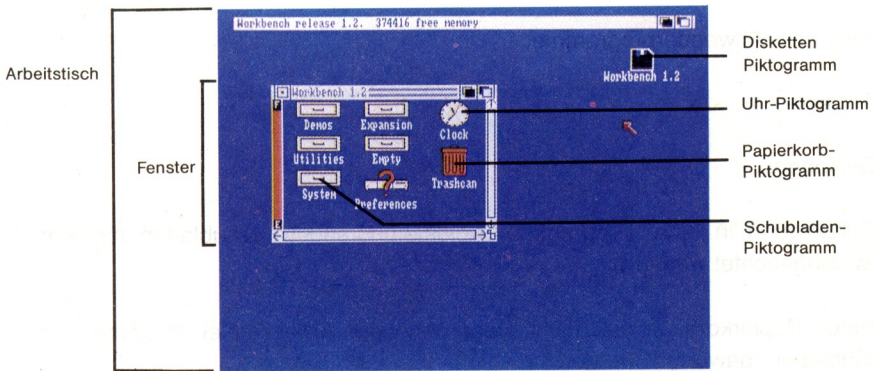 Workbench release 1.2. 374416 free memory
Arbeitstisch
Fenster
Workbench 1.2
Demos
Expansion
Clock
Utilities
Empty
Trashcan
System
Preferences
E
Workbench 1.2
Disketten
Piktogramm
Uhr-Piktogramm
Papierkorb-
Piktogramm
Schubladen-
Piktogramm